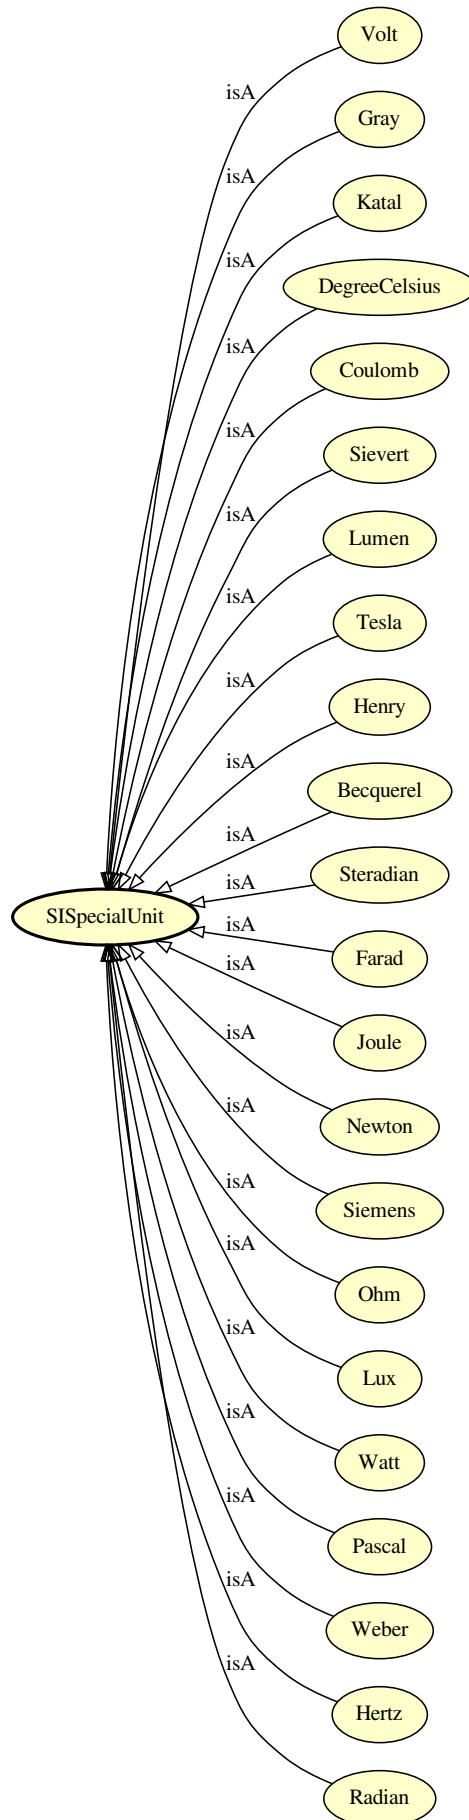 Volt
isA
Gray
isA
Katal
isA
DegreeCelsius
isA
Coulomb
isA
Sievert
isA
Lumen
isA
Tesla
isA
Henry
isA
Becquerel
isA
Steradian
isA
SISpecialUnit
isA
Farad
isA
Joule
isA
Newton
isA
Siemens
isA
Ohm
isA
Lux
isA
Watt
isA
Pascal
isA
Weber
isA
Hertz
isA
Radian